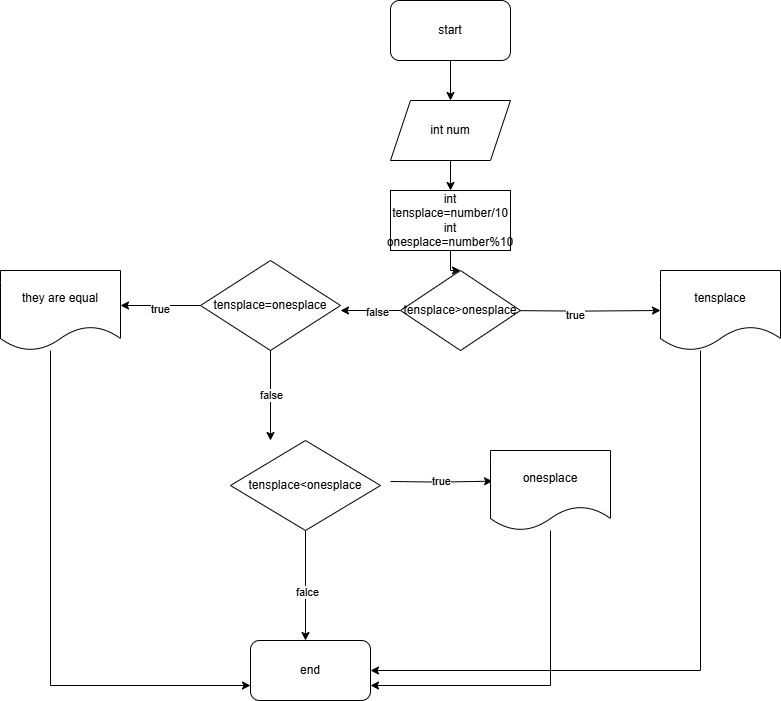 start
int num
int
tensplace=number/10
int
onesplace=number%10
they are equal
true
tensplace=onesplace
false
tensplace>onesplace
true
tensplace
false
tensplace<onesplace
true
onesplace
falce
end